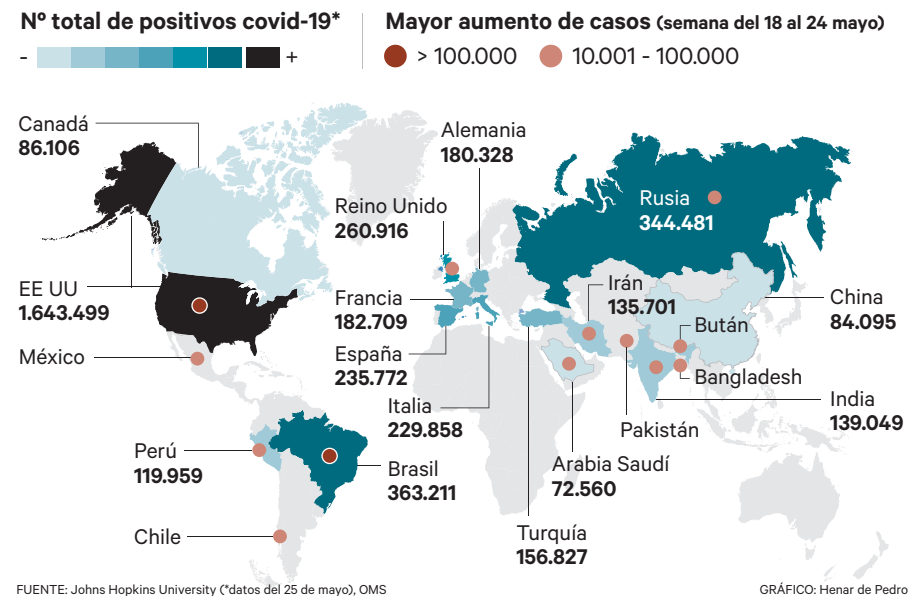 Nº total de positivos covid-19*
- +
Mayor aumento de casos (semana del 18 al 24 mayo)
> 100.000 10.001 - 100.000
Canadá
86.106
Alemania
180.328
Reino Unido
260.916
Rusia
344.481
EE UU
1.643.499
Francia
182.709
Irán
135.701
China
84.095
México
España
235.772
Bután
Bangladesh
Italia
229.858
India
139.049
Pakistán
Perú
119.959
Brasil
363.211
Arabia Saudí
72.560
Chile
Turquía
156.827
FUENTE: Johns Hopkins University (*datos del 25 de mayo), OMS
GRÁFICO: Henar de Pedro